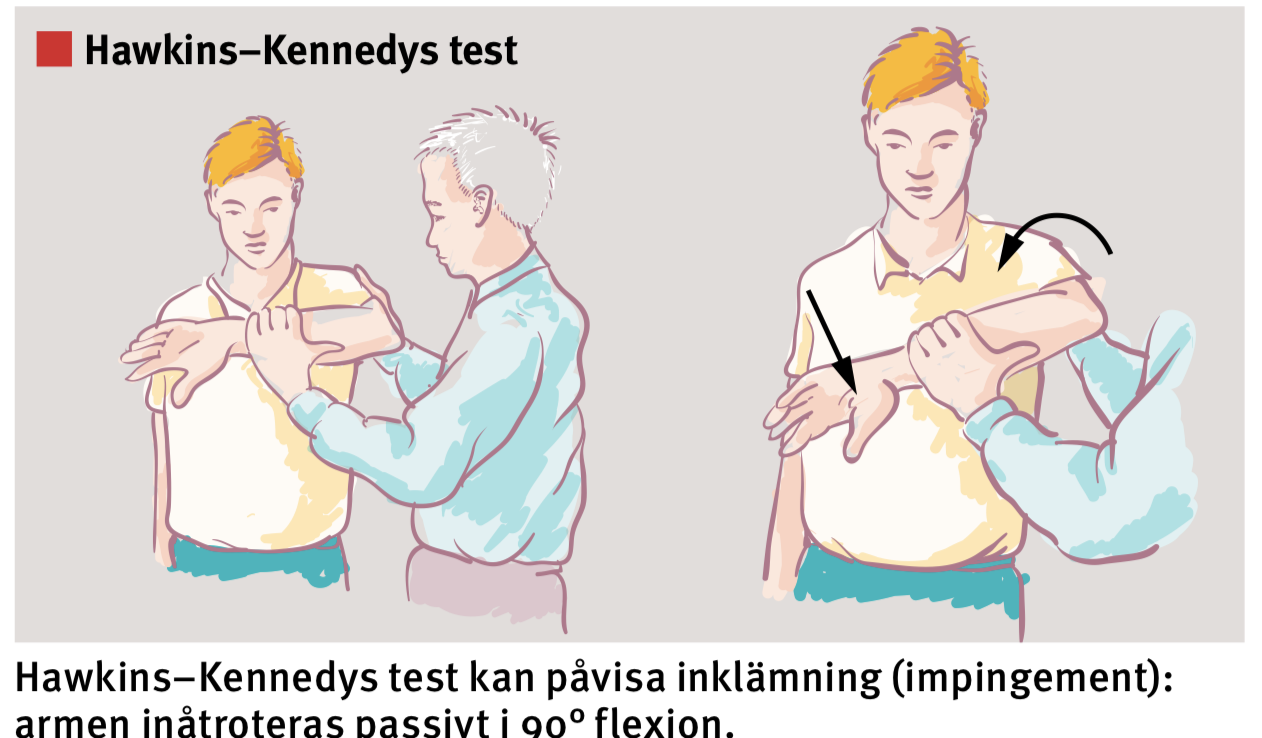 Hawkins–Kennedys test
Hawkins–Kennedys test kan påvisa inklämning (impingement):
armen inåtroteras passivt i 90° flexion.